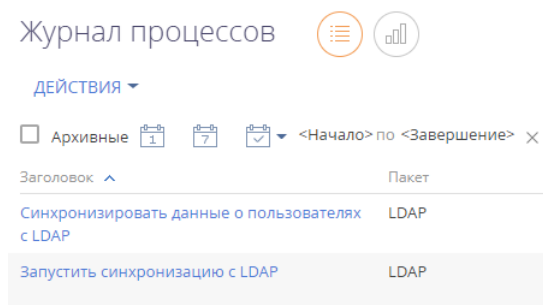 Журнал процессов
ДЕЙСТВИЯ
Архивные 1 7 <Начало> по <Завершение> ×
Заголовок Пакет
Синхронизировать данные о пользователях LDAP
с LDAP
Запустить синхронизацию с LDAP LDAP